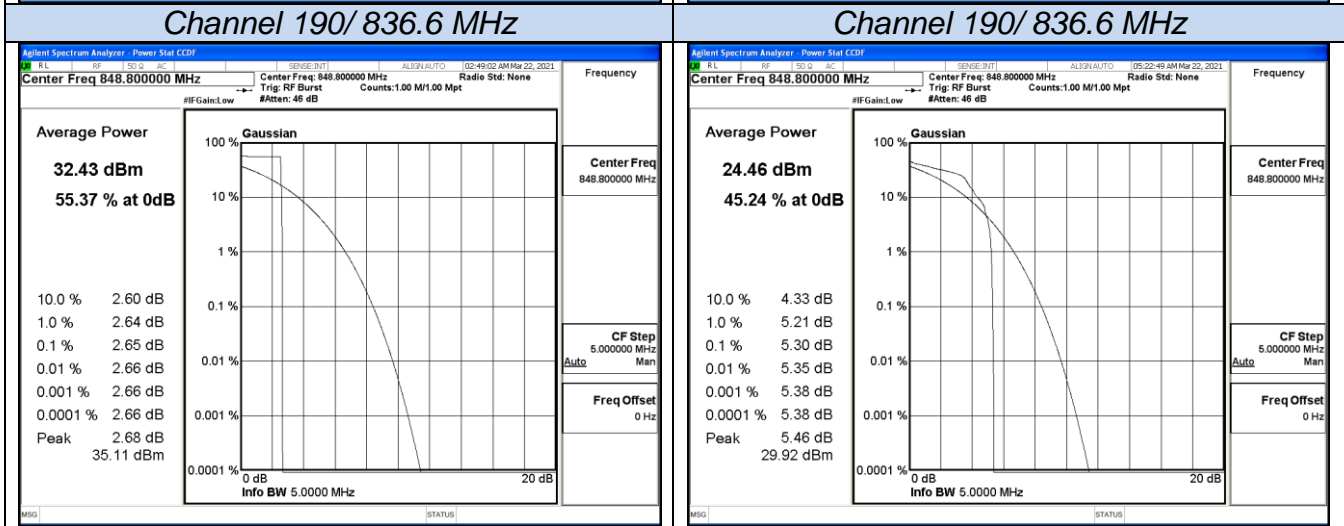 Channel 190/ 836.6 MHz
Agilent Spectrum Analyzer - Power Stat CCDF
RL RF 50 Ω AC SENSE:INT ALIGN AUTO 02:49:02 AM Mar 22, 2021
Center Freq 848.800000 MHz
Center Freq: 848.800000 MHz Radio Std: None
Trig: RF Burst Counts:1.00 M/1.00 Mpt
#IFGain:Low #Atten: 46 dB
Average Power
32.43 dBm
55.37 % at 0dB
10.0 % 2.60 dB
1.0 % 2.64 dB
0.1 % 2.65 dB
0.01 % 2.66 dB
0.001 % 2.66 dB
0.0001 % 2.66 dB
Peak 2.68 dB
35.11 dBm
Gaussian
100 %
10 %
1 %
0.1 %
0.01 %
0.001 %
0.0001 %
0 dB 20 dB
Info BW 5.0000 MHz
Frequency
Center Freq
848.800000 MHz
CF Step
5.000000 MHz
Auto Man
Freq Offset
0 Hz
MSG STATUS
Channel 190/ 836.6 MHz
Agilent Spectrum Analyzer - Power Stat CCDF
RL RF 50 Ω AC SENSE:INT ALIGN AUTO 05:22:49 AM Mar 22, 2021
Center Freq 848.800000 MHz
Center Freq: 848.800000 MHz Radio Std: None
Trig: RF Burst Counts:1.00 M/1.00 Mpt
#IFGain:Low #Atten: 46 dB
Average Power
24.46 dBm
45.24 % at 0dB
10.0 % 4.33 dB
1.0 % 5.21 dB
0.1 % 5.30 dB
0.01 % 5.35 dB
0.001 % 5.38 dB
0.0001 % 5.38 dB
Peak 5.46 dB
29.92 dBm
Gaussian
100 %
10 %
1 %
0.1 %
0.01 %
0.001 %
0.0001 %
0 dB 20 dB
Info BW 5.0000 MHz
Frequency
Center Freq
848.800000 MHz
CF Step
5.000000 MHz
Auto Man
Freq Offset
0 Hz
MSG STATUS